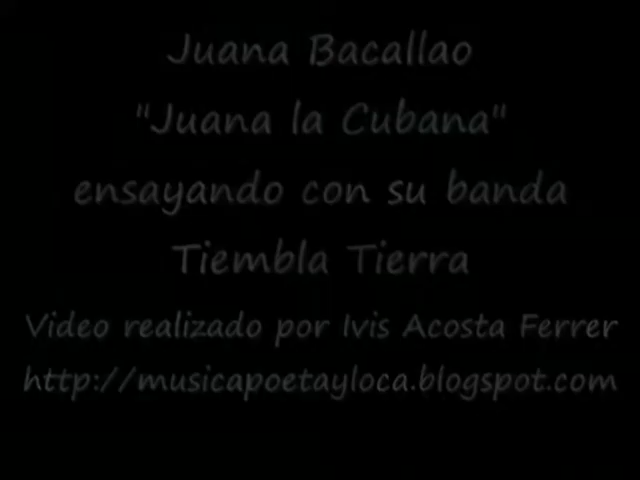 Juana Bacallao
"Juana la Cubana"
ensayando con su banda
Tiembla Tierra
Video realizado por Ivis Acosta Ferrer
http://musicapoetayloca.blogspot.com